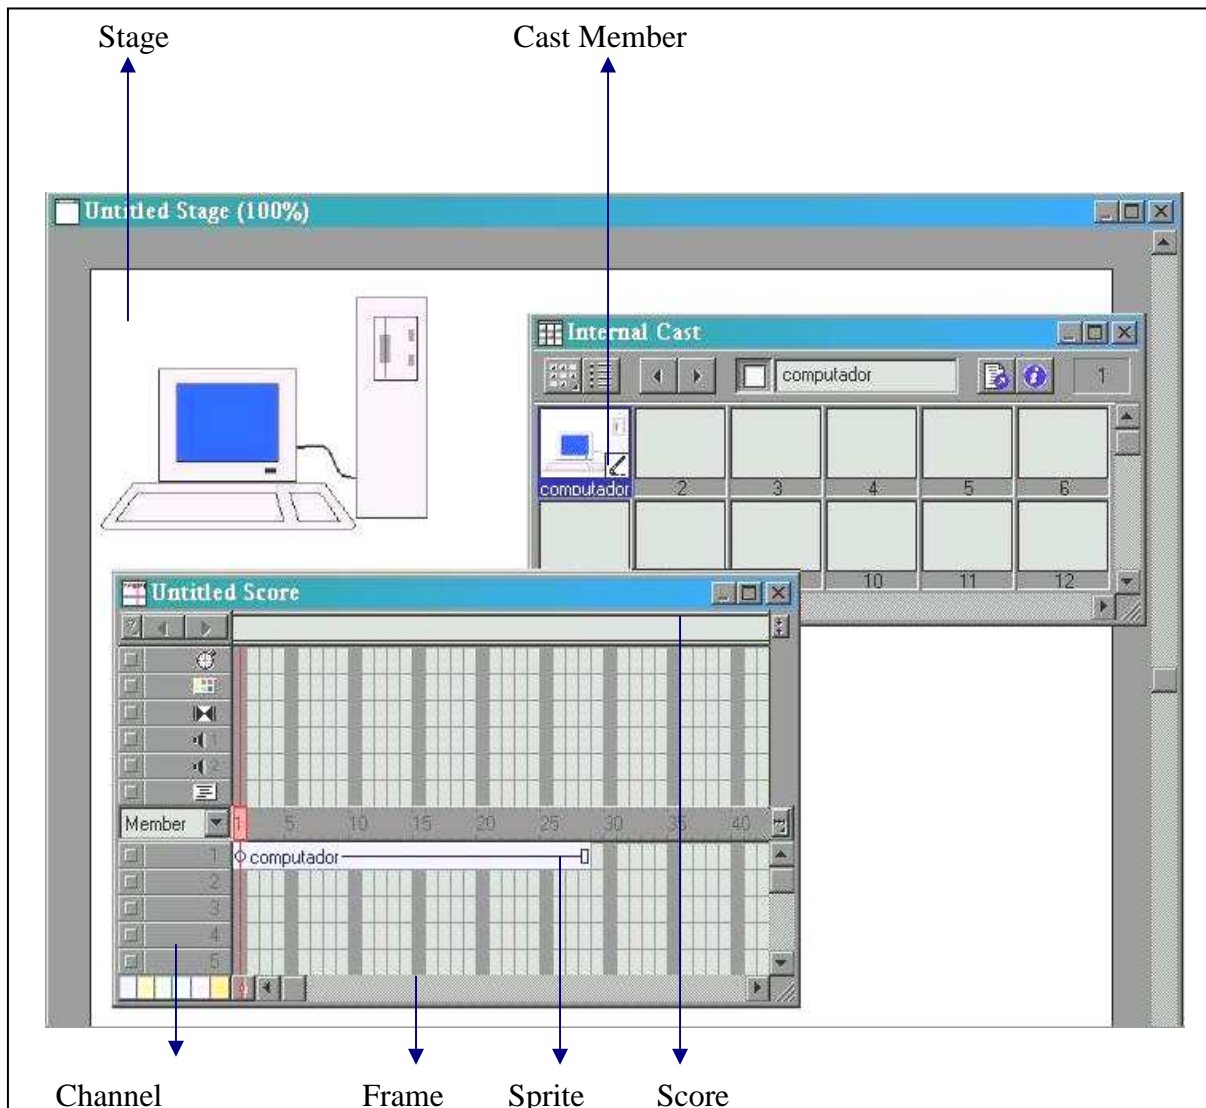 Stage Cast Member
Untitled Stage (100%)
Internal Cast
computador 1
computador 2 3 4 5 6
10 11 12
Untitled Score
1
2
Member 1 5 10 15 20 25 30 35 40
1 computador
2
3
4
5
Channel Frame Sprite Score